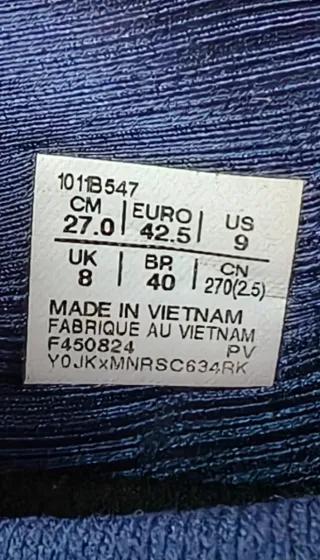 1011B547
CM | EURO | US
27.0 | 42.5 | 9
UK | BR | CN
8 | 40 | 270(2.5)
MADE IN VIETNAM
FABRIQUE AU VIETNAM
F450824 PV
Y0JKxMNRSC634RK